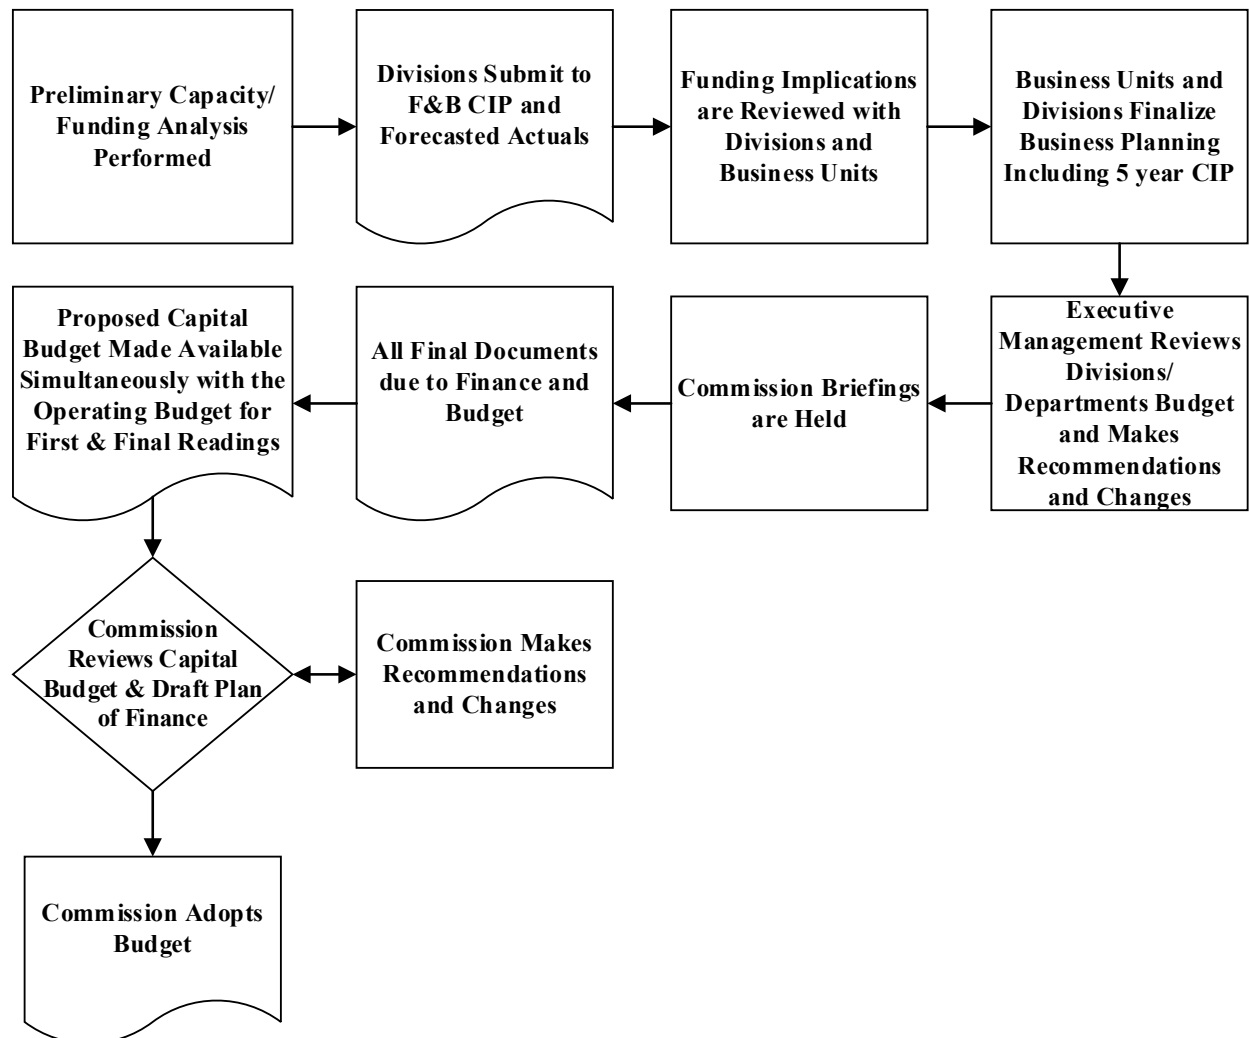 Preliminary Capacity/
Funding Analysis
Performed
Divisions Submit to
F&B CIP and
Forecasted Actuals
Funding Implications
are Reviewed with
Divisions and
Business Units
Business Units and
Divisions Finalize
Business Planning
Including 5 year CIP
Executive
Management Reviews
Divisions/
Departments Budget
and Makes
Recommendations
and Changes
Commission Briefings
are Held
All Final Documents
due to Finance and
Budget
Proposed Capital
Budget Made Available
Simultaneously with the
Operating Budget for
First & Final Readings
Commission
Reviews Capital
Budget & Draft Plan
of Finance
Commission Makes
Recommendations
and Changes
Commission Adopts
Budget